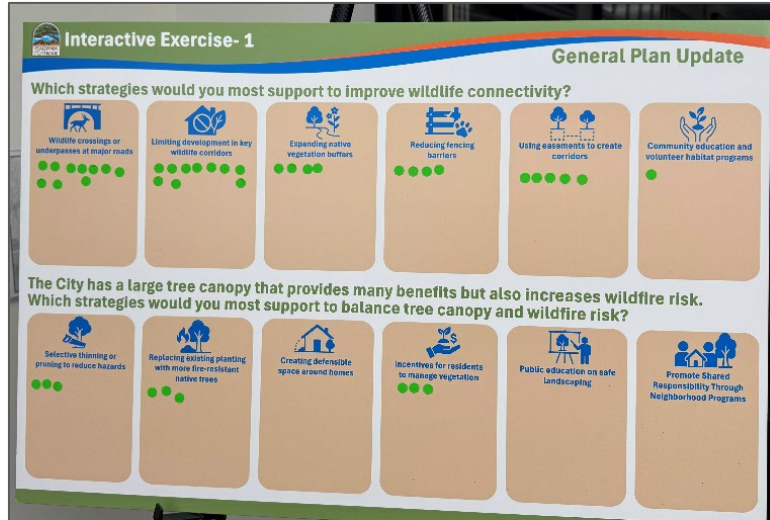 Interactive Exercise- 1
General Plan Update
Which strategies would you most support to improve wildlife connectivity?
Wildlife crossings or
underpasses at major roads
Limiting development in key
wildlife corridors
Expanding native
vegetation buffers
Reducing fencing
barriers
Using easements to create
corridors
Community education and
volunteer habitat programs
The City has a large tree canopy that provides many benefits but also increases wildfire risk.
Which strategies would you most support to balance tree canopy and wildfire risk?
Selective thinning or
pruning to reduce hazards
Replacing existing planting
with more fire-resistant
native trees
Creating defensible
space around homes
Incentives for residents
to manage vegetation
Public education on safe
landscaping
Promote Shared
Responsibility Through
Neighborhood Programs